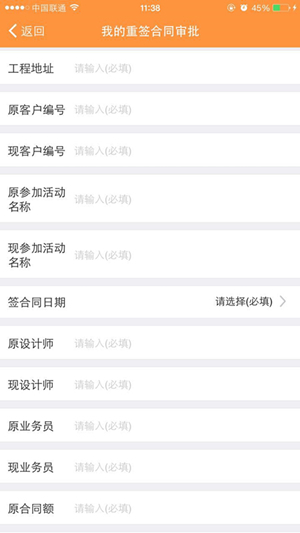 中国联通 11:38 45%
返回 我的重签合同审批
工程地址 请输入(必填)
原客户编号 请输入(必填)
现客户编号 请输入(必填)
原参加活动
名称 请输入(必填)
现参加活动
名称 请输入(必填)
签合同日期 请选择(必填)
原设计师 请输入(必填)
现设计师 请输入(必填)
原业务员 请输入(必填)
现业务员 请输入(必填)
原合同额 请输入(必填)